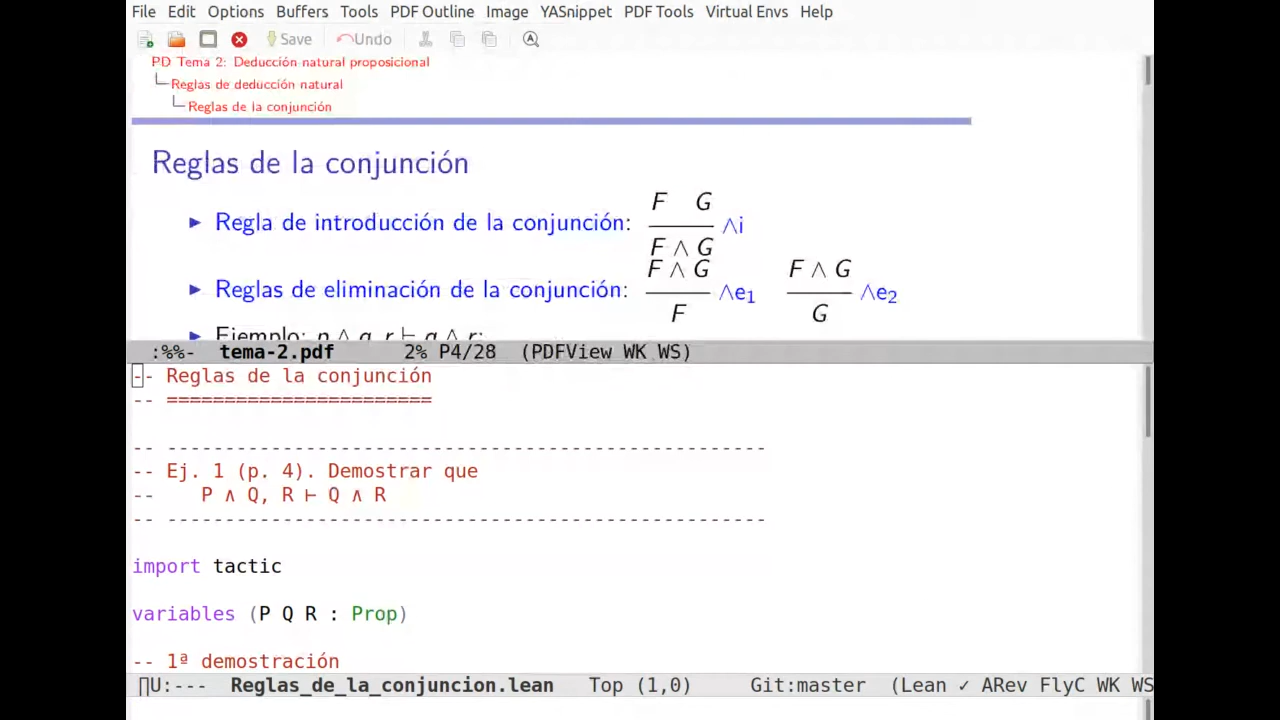 File Edit Options Buffers Tools PDF Outline Image YASnippet PDF Tools Virtual Envs Help
Save Undo
PD Tema 2: Deducción natural proposicional
Reglas de deducción natural
Reglas de la conjunción
Reglas de la conjunción
F G
▶ Regla de introducción de la conjunción: ∧i
F ∧ G
F ∧ G F ∧ G
▶ Reglas de eliminación de la conjunción: ∧e1 ∧e2
F G
▶ Ejemplo: p ∧ q, r ⊢ q ∧ r:
:%%- tema-2.pdf 2% P4/28 (PDFView WK WS)
-- Reglas de la conjunción
-- =======================
-- ----------------------------------------------------
-- Ej. 1 (p. 4). Demostrar que
-- P ∧ Q, R ⊢ Q ∧ R
-- ----------------------------------------------------
import tactic
variables (P Q R : Prop)
-- 1ª demostración
∏U:--- Reglas_de_la_conjuncion.lean Top (1,0) Git:master (Lean ✓ ARev FlyC WK WS